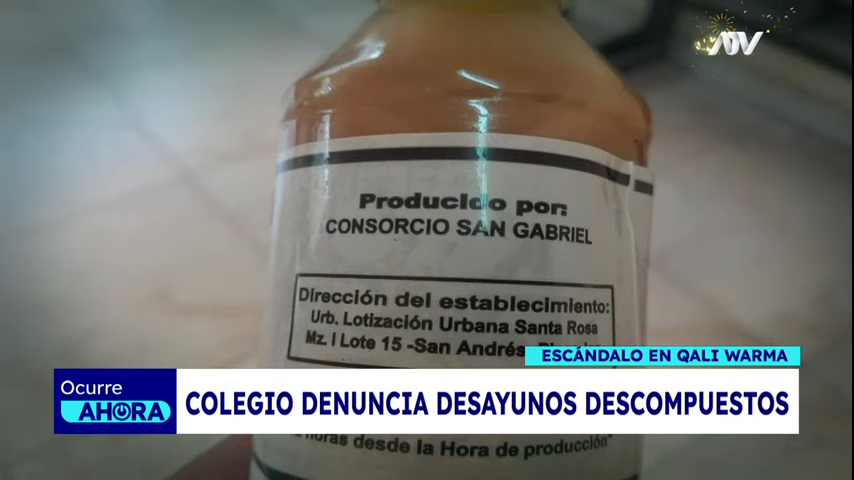 ATV
Producido por:
CONSORCIO SAN GABRIEL
Dirección del establecimiento:
Urb. Lotización Urbana Santa Rosa
Mz. I Lote 15 -San Andrés
horas desde la Hora de producción"
ESCÁNDALO EN QALI WARMA
Ocurre
AHORA
COLEGIO DENUNCIA DESAYUNOS DESCOMPUESTOS